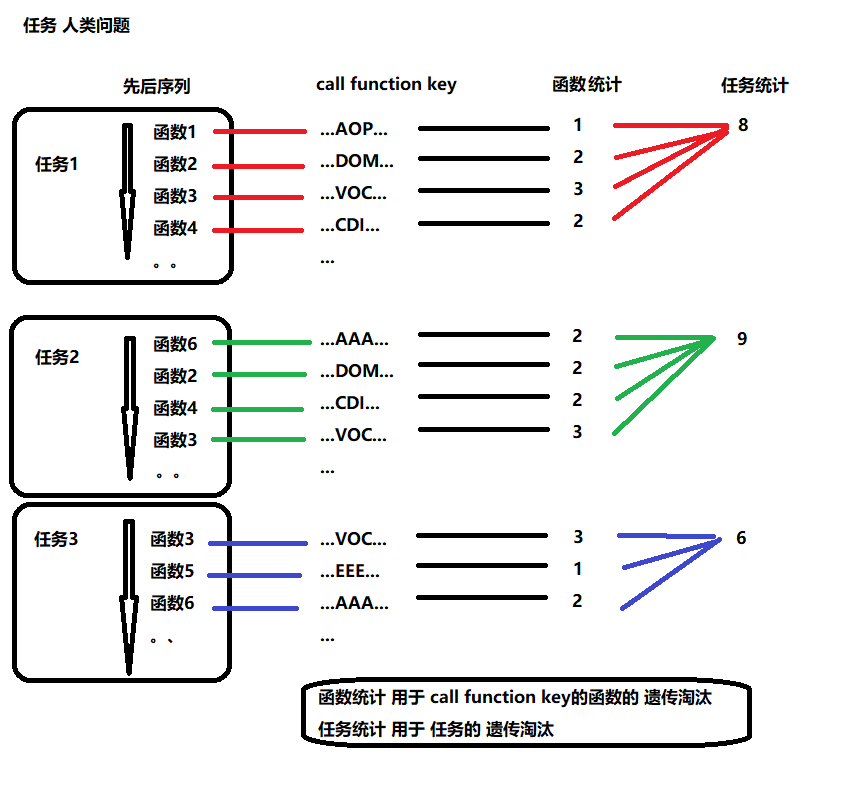 任务 人类问题
先后序列 call function key 函数统计 任务统计
任务1
函数1 ...AOP... 1 8
函数2 ...DOM... 2
函数3 ...VOC... 3
函数4 ...CDI... 2
。。 ...
任务2
函数6 ...AAA... 2 9
函数2 ...DOM... 2
函数4 ...CDI... 2
函数3 ...VOC... 3
。。 ...
任务3
函数3 ...VOC... 3 6
函数5 ...EEE... 1
函数6 ...AAA... 2
。、 ...
函数统计 用于 call function key的函数的 遗传淘汰
任务统计 用于 任务的 遗传淘汰